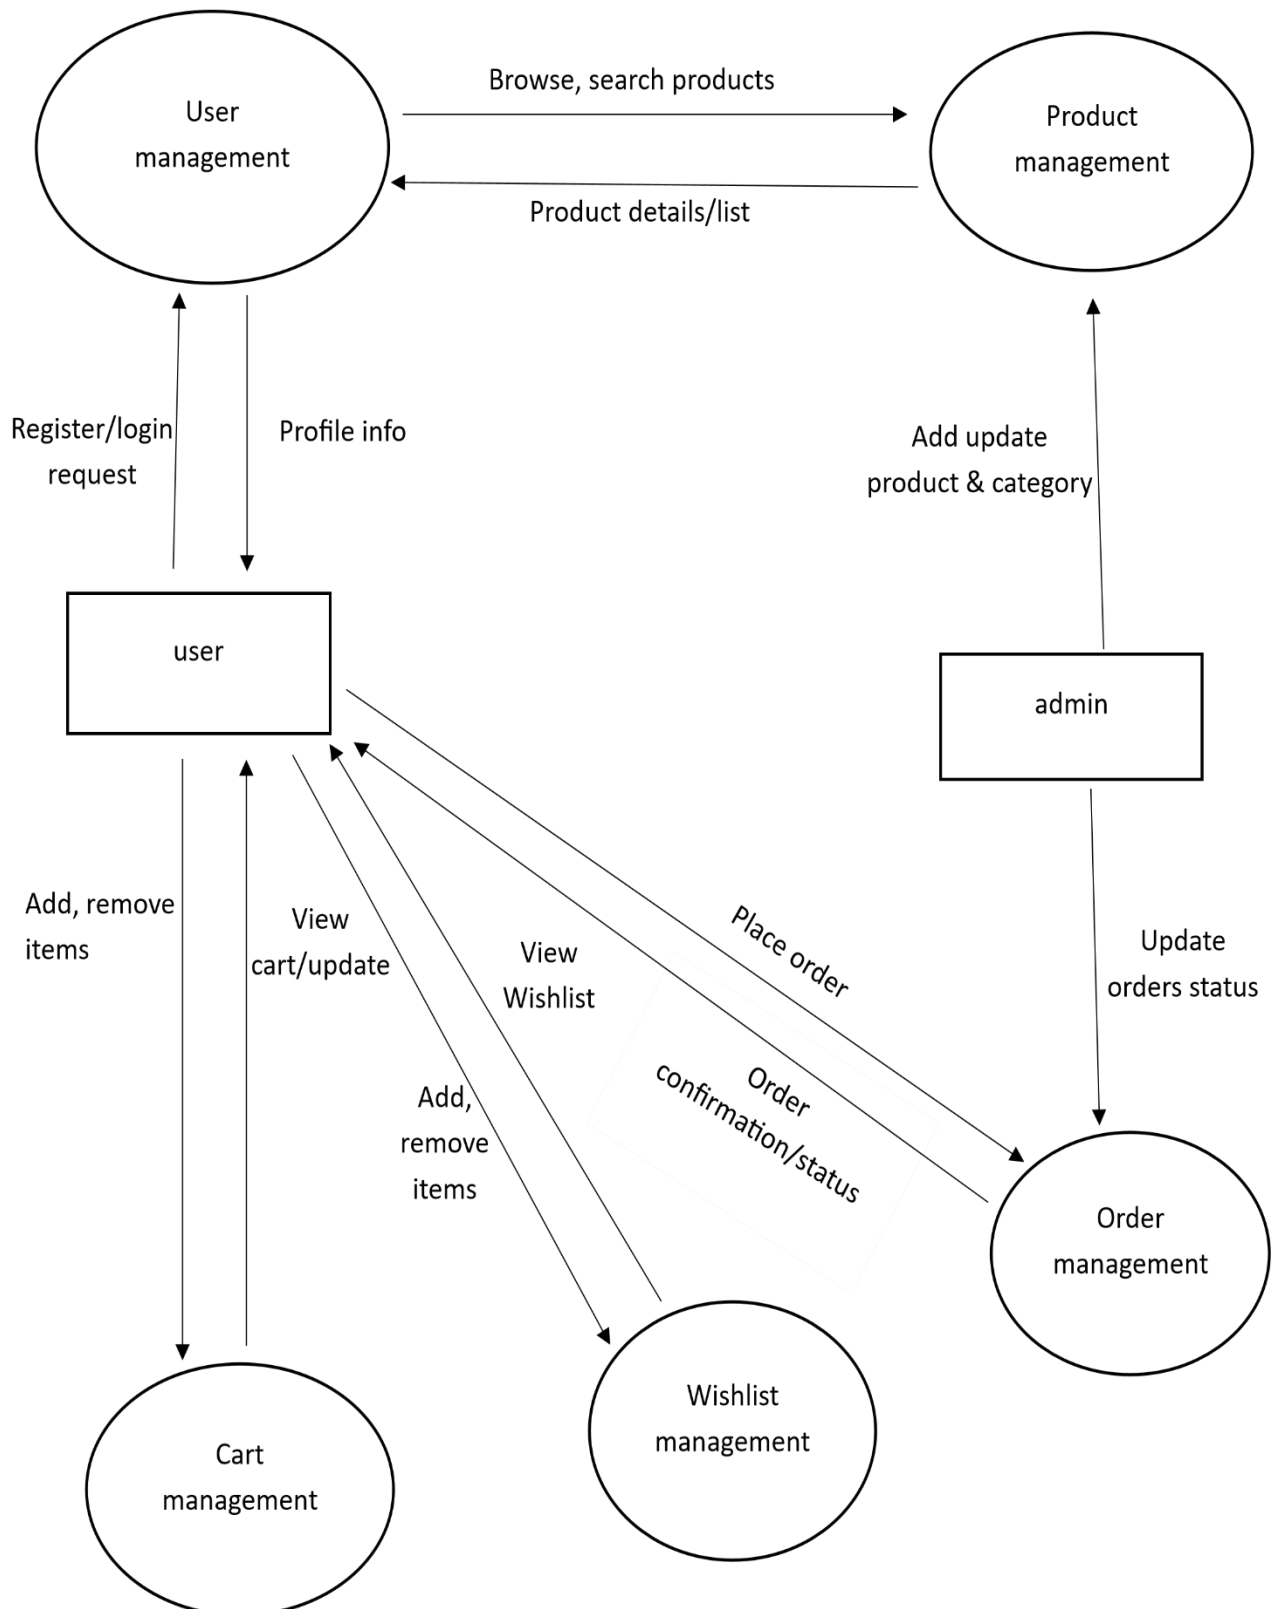 User
management
Browse, search products
Product
management
Product details/list
Register/login
request
Profile info
Add update
product & category
user
admin
Add, remove
items
View
cart/update
View
Wishlist
Place order
Update
orders status
Add,
remove
items
Order
confirmation/status
Order
management
Wishlist
management
Cart
management